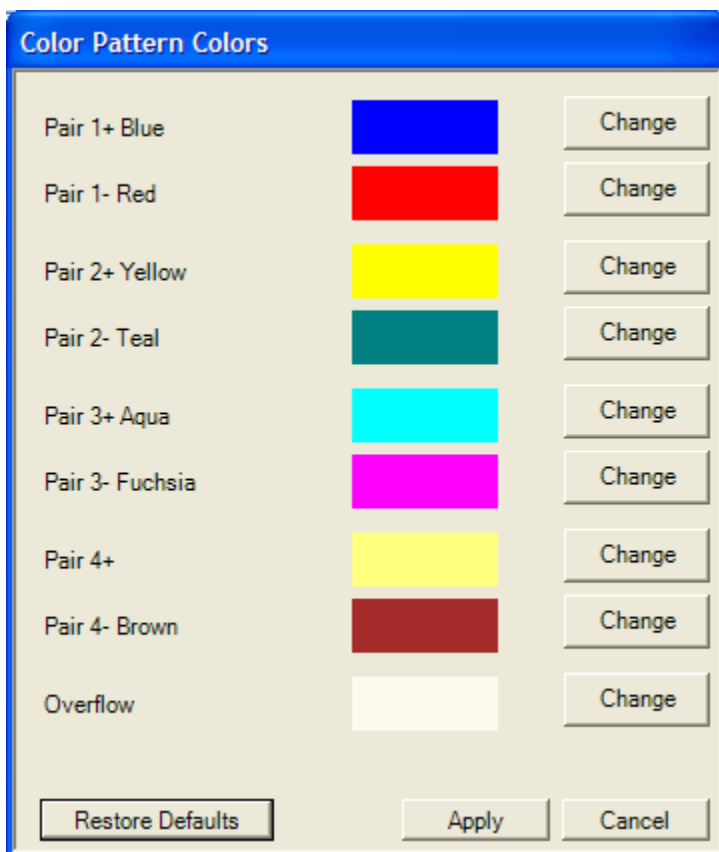 Color Pattern Colors
Pair 1+ Blue Change
Pair 1- Red Change
Pair 2+ Yellow Change
Pair 2- Teal Change
Pair 3+ Aqua Change
Pair 3- Fuchsia Change
Pair 4+ Change
Pair 4- Brown Change
Overflow Change
Restore Defaults Apply Cancel